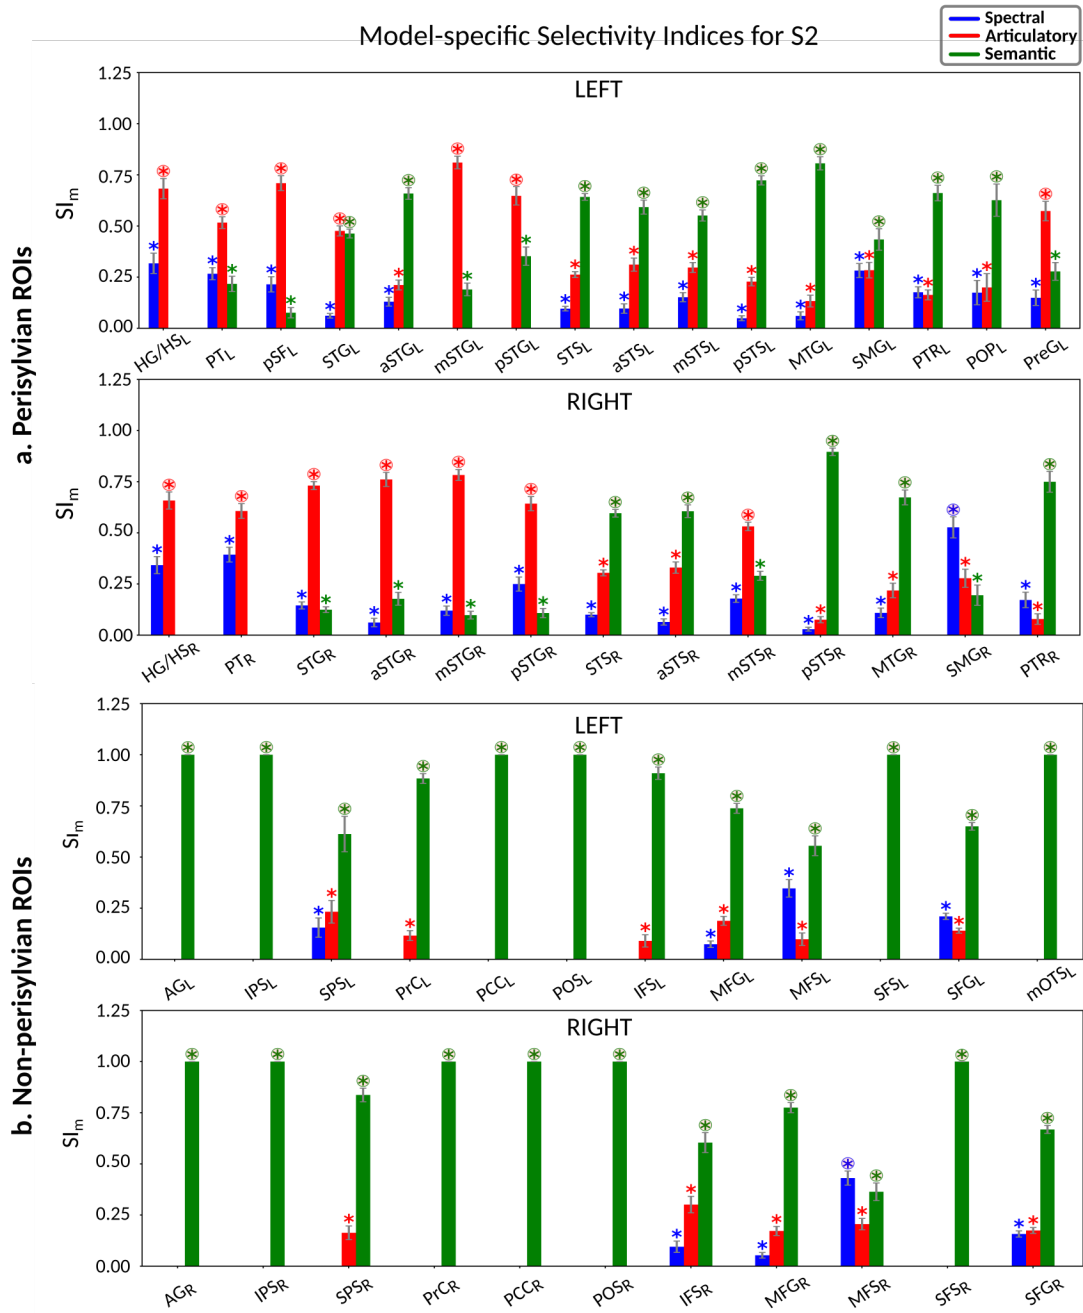 Model-specific Selectivity Indices for S2
Spectral
Articulatory
Semantic
a. Perisylvian ROIs
LEFT
SIm
1.25
1.00
0.75
0.50
0.25
0.00
HG/HSL PTL pSFL STGL aSTGL mSTGL pSTGL STSL aSTSL mSTSL pSTSL MTGL SMGL PTRL POPL PreGL
RIGHT
SIm
1.25
1.00
0.75
0.50
0.25
0.00
HG/HSR PTR STGR aSTGR mSTGR pSTGR STSR aSTSR mSTSR pSTSR MTGR SMGR PTRR
b. Non-perisylvian ROIs
LEFT
SIm
1.25
1.00
0.75
0.50
0.25
0.00
AGL IPSL SPSL PrCL PCCL POSL IFSL MFGL MFSL SFSL SFGL mOTSL
RIGHT
SIm
1.25
1.00
0.75
0.50
0.25
0.00
AGR IPSR SPSR PrCR PCCR POSR IFSR MFGR MFSR SFSR SFGR